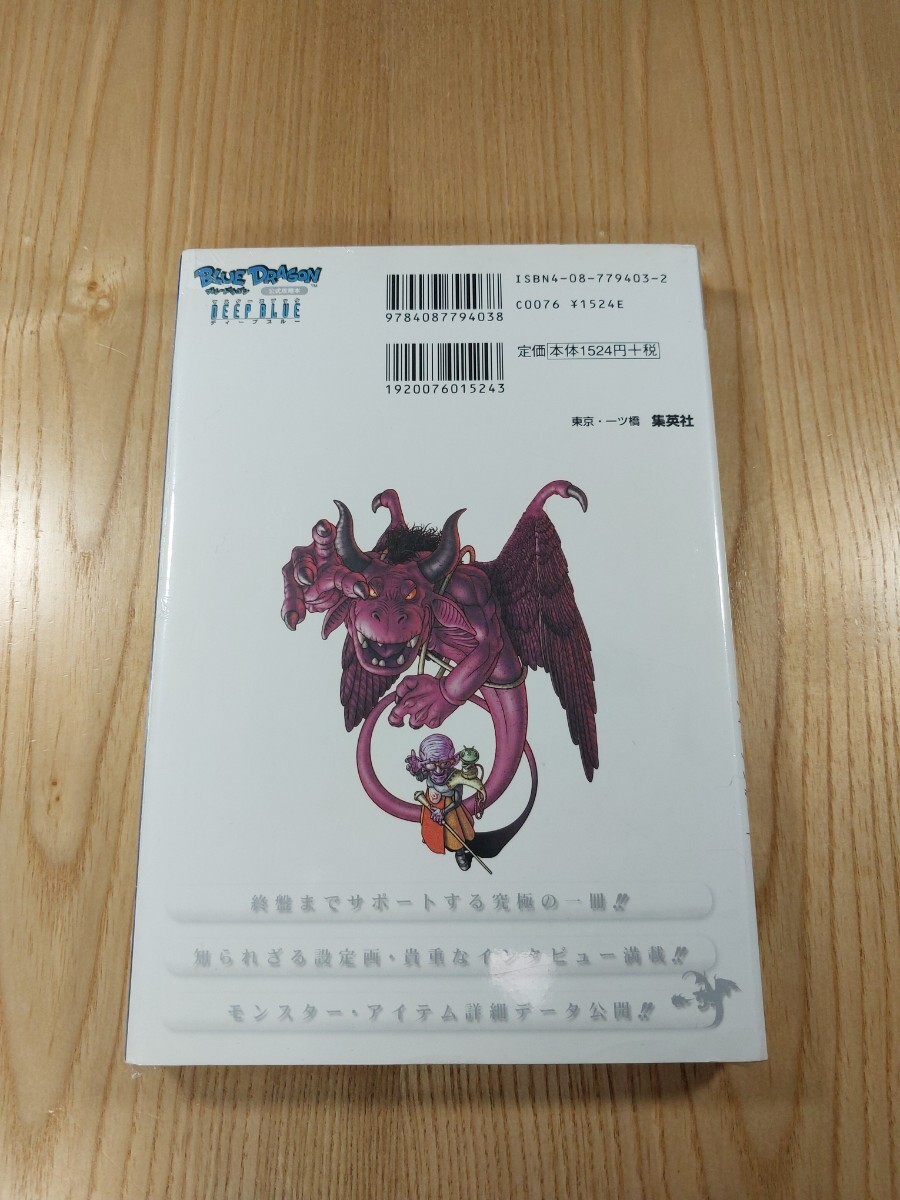 BLUE DRAGON™
ブルードラゴン 公式攻略本
DEEP BLUE
ディープブルー
9784087794038
ISBN4-08-779403-2
C0076 ¥1524E
1920076015243
定価 本体1524円+税
東京・一ツ橋 集英社
終盤までサポートする究極の一冊!!
知られざる設定画・貴重なインタビュー満載!!
モンスター・アイテム詳細データ公開!!